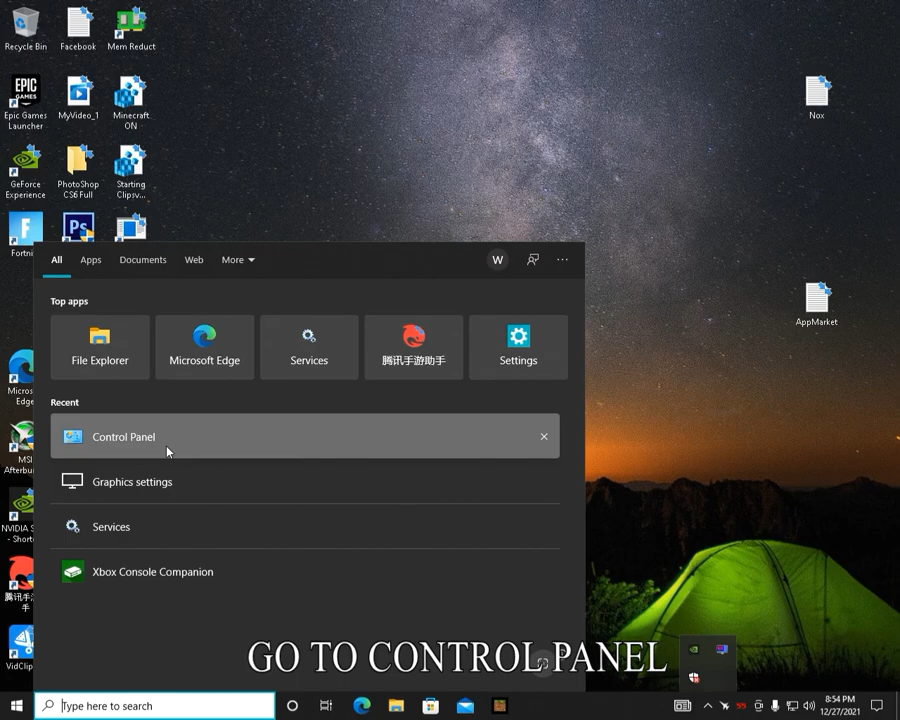 Recycle Bin
Facebook
Mem Reduct
EPIC
GAMES
Epic Games
Launcher
MyVideo_1
Minecraft
ON
Nox
GeForce
Experience
PhotoShop
CS6 Full
Starting
Clipsv...
Ps
All
Apps
Documents
Web
More
W
Top apps
File Explorer
Microsoft Edge
Services
腾讯手游助手
Settings
AppMarket
Recent
Control Panel
Graphics settings
Services
Xbox Console Companion
Edge
MSI
NVIDIA
- Short
腾讯手
手
VidClip
GO TO CONTROL PANEL
Type here to search
8:54 PM
12/27/2021